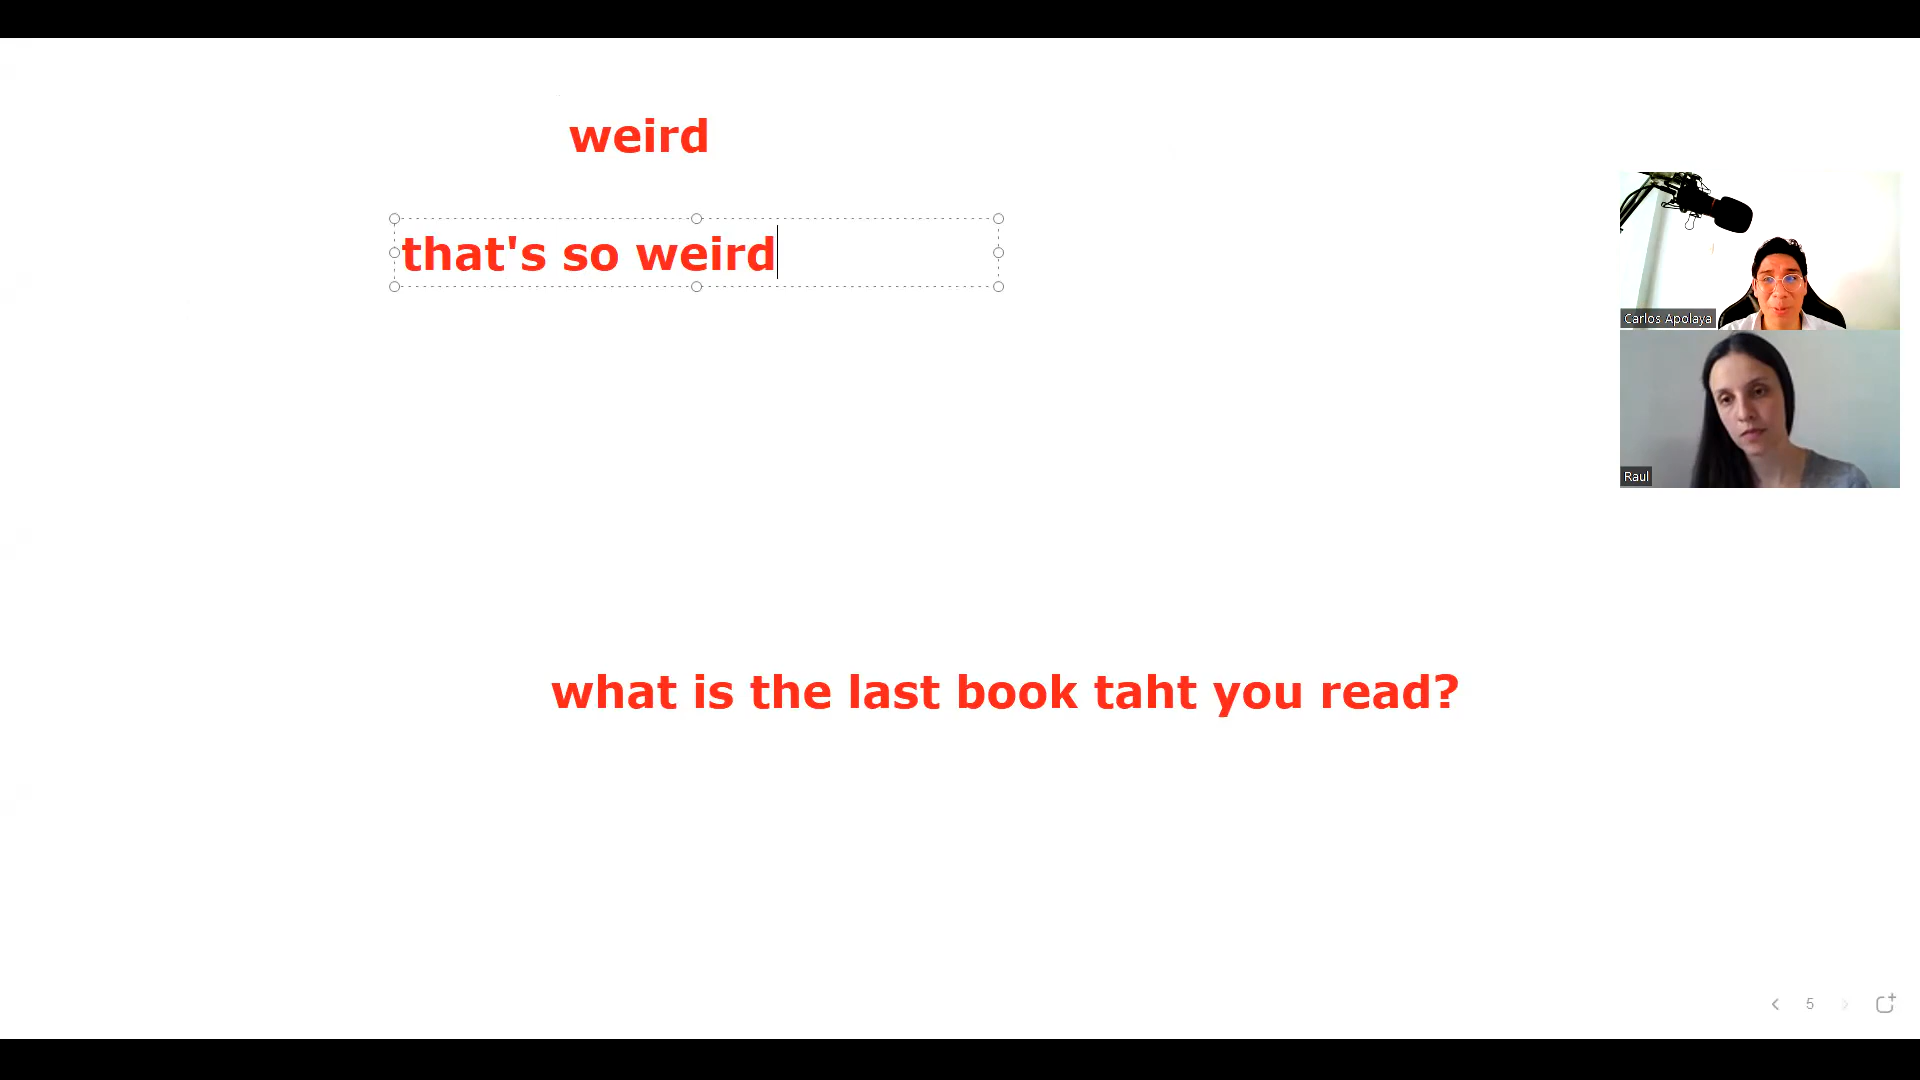 weird
that's so weird
Carlos Apolaya
Raul
what is the last book taht you read?
5